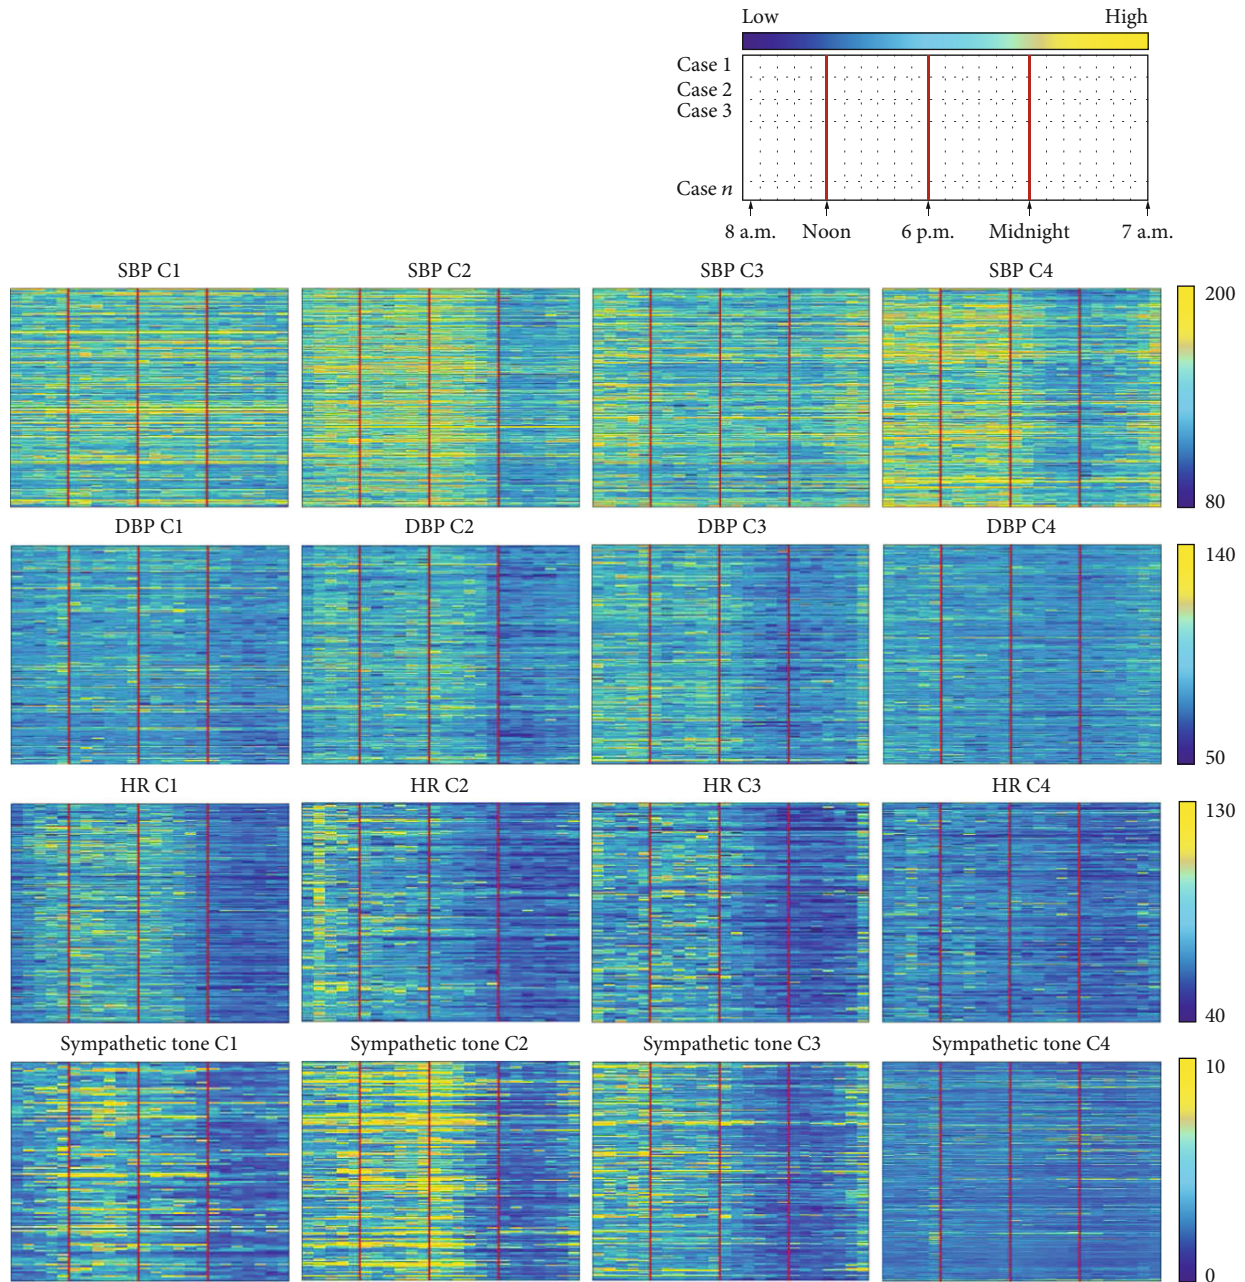 Low High
Case 1
Case 2
Case 3
Case n
8 a.m. Noon 6 p.m. Midnight 7 a.m.
SBP C1 SBP C2 SBP C3 SBP C4
200
80
DBP C1 DBP C2 DBP C3 DBP C4
140
50
HR C1 HR C2 HR C3 HR C4
130
40
Sympathetic tone C1 Sympathetic tone C2 Sympathetic tone C3 Sympathetic tone C4
10
0